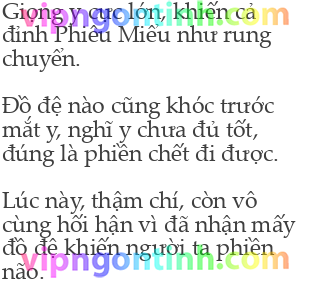 Giọng y cực lớn, khiến cả
đỉnh Phiêu Miểu như rung
chuyển.
Đồ đệ nào cũng khóc trước
mắt y, nghĩ y chưa đủ tốt,
đúng là phiền chết đi được.
Lúc này, thậm chí, còn vô
cùng hối hận vì đã nhận mấy
đồ đệ khiến người ta phiền
não.
vipngontinh.com
vipngontinh.com